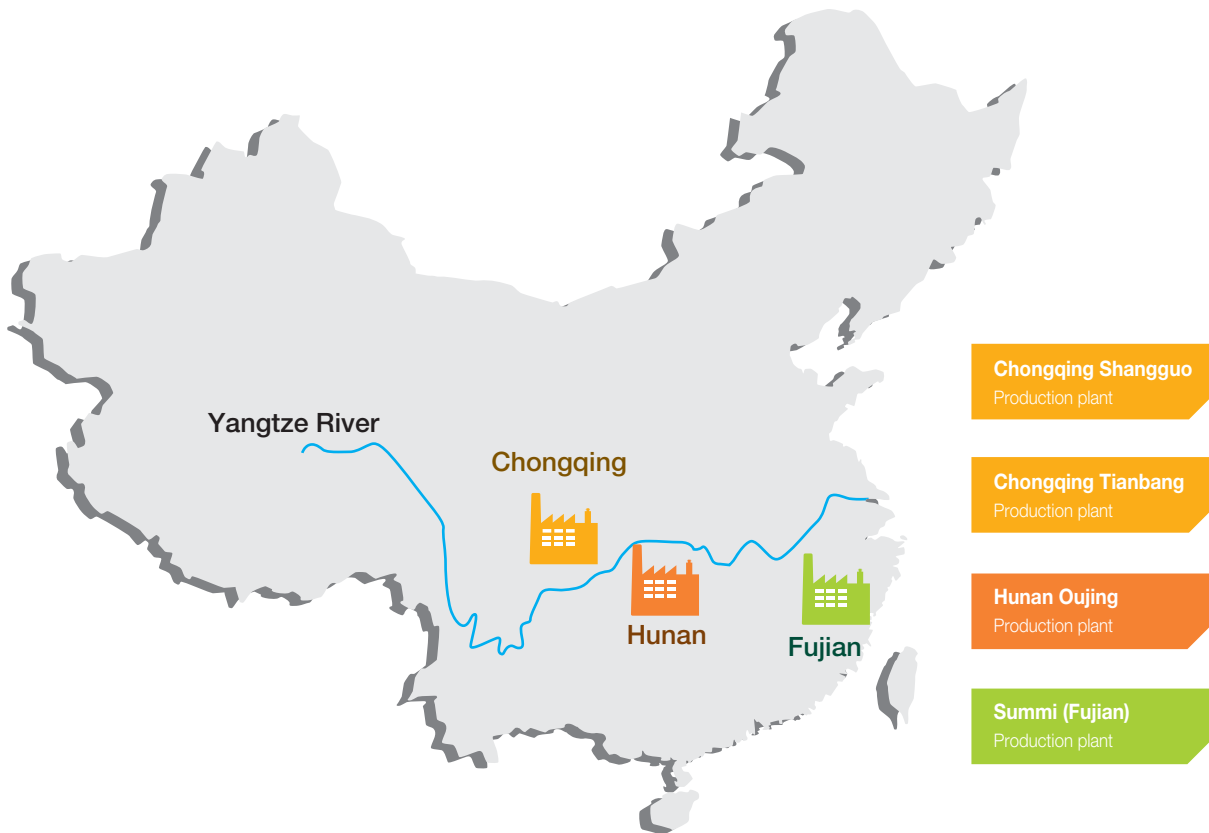 Yangtze River
Chongqing
Hunan
Fujian
Chongqing Shangguo
Production plant
Chongqing Tianbang
Production plant
Hunan Oujing
Production plant
Summi (Fujian)
Production plant